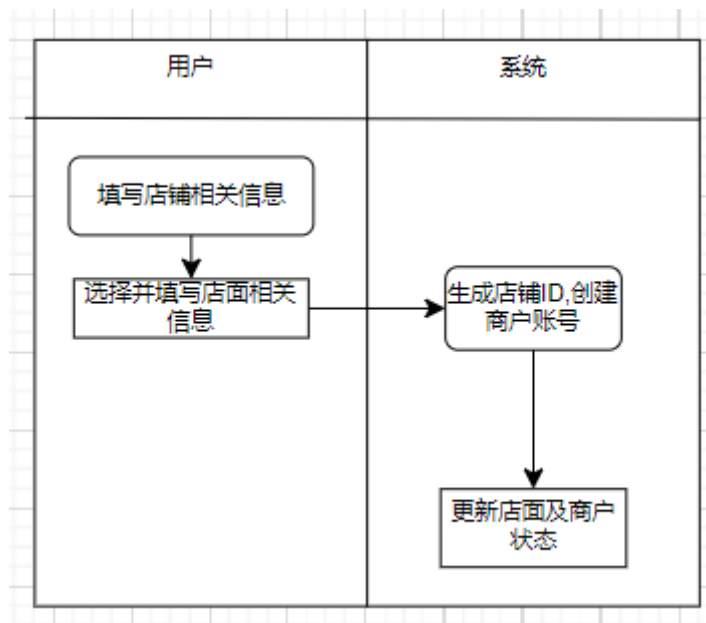 用户
系统
填写店铺相关信息
选择并填写店面相关
信息
生成店铺ID,创建
商户账号
更新店面及商户
状态